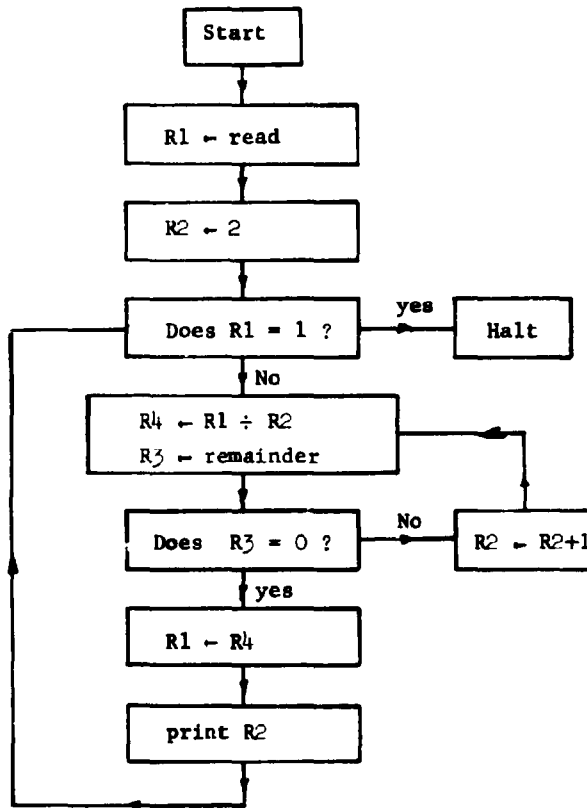 Start
R1 ← read
R2 ← 2
Does R1 = 1 ?
yes
Halt
No
R4 ← R1 ÷ R2
R3 ← remainder
Does R3 = 0 ?
No
R2 ← R2+1
yes
R1 ← R4
print R2